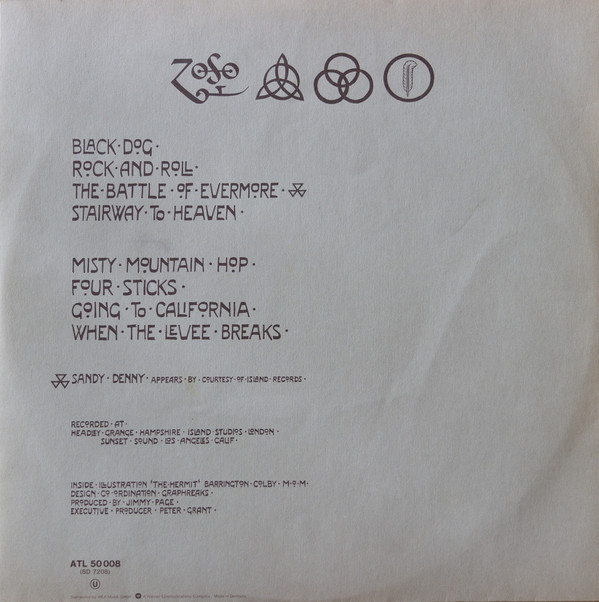 ZOSO
BLACK·DOG·
ROCK·AND·ROLL·
THE·BATTLE·OF·EVERMORE·
STAIRWAY·TO·HEAVEN·
MISTY·MOUNTAIN·HOP·
FOUR·STICKS·
GOING·TO·CALIFORNIA·
WHEN·THE·LEVEE·BREAKS·
SANDY·DENNY·APPEARS·BY·COURTESY·OF·ISLAND·RECORDS·
RECORDED·AT·
HEADLEY·GRANGE·HAMPSHIRE·ISLAND·STUDIOS·LONDON·
SUNSET·SOUND·LOS·ANGELES·CALIF·
INSIDE·ILLUSTRATION 'THE·HERMIT' BARRINGTON·COLBY·M·O·M·
DESIGN·CO·ORDINATION·GRAPHREAKS·
PRODUCED·BY·JIMMY·PAGE·
EXECUTIVE·PRODUCER·PETER·GRANT·
ATL 50 008
(SD 7208)
U